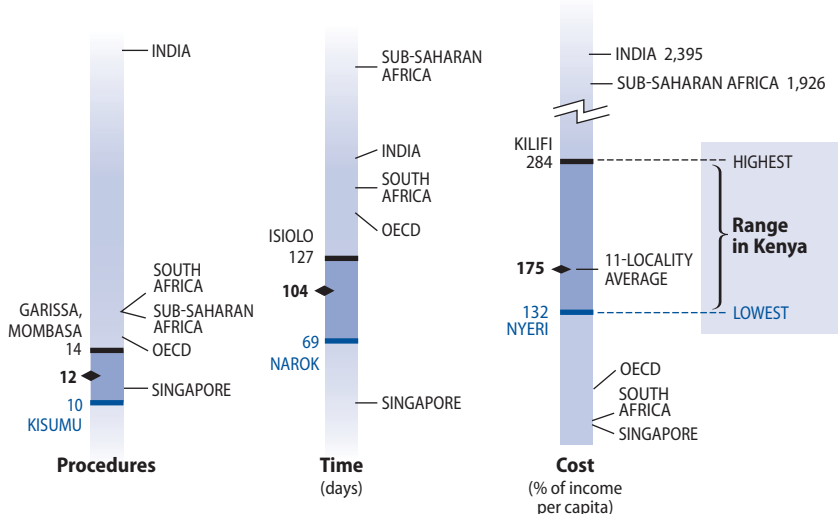 INDIA
GARISSA,
MOMBASA
14
12
10
KISUMU
SOUTH
AFRICA
SUB-SAHARAN
AFRICA
OECD
SINGAPORE
Procedures
SUB-SAHARAN
AFRICA
INDIA
SOUTH
AFRICA
OECD
ISIOLO
127
104
69
NAROK
SINGAPORE
Time
(days)
INDIA 2,395
SUB-SAHARAN AFRICA 1,926
KILIFI
284
175
132
NYERI
11-LOCALITY
AVERAGE
OECD
SOUTH
AFRICA
SINGAPORE
Cost
(% of income
per capita)
HIGHEST
Range
in Kenya
LOWEST